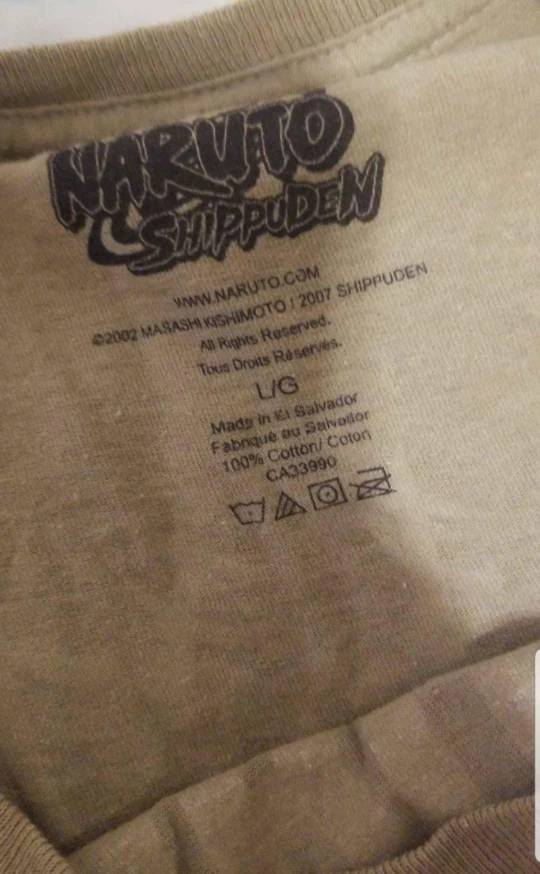 NARUTO
SHIPPUDEN
WWW.NARUTO.COM
©2002 MASASHI KISHIMOTO / 2007 SHIPPUDEN
All Rights Reserved.
Tous Droits Réservés.
L/G
Made in El Salvador
Fabriqué au Salvador
100% Cotton/ Coton
CA33990